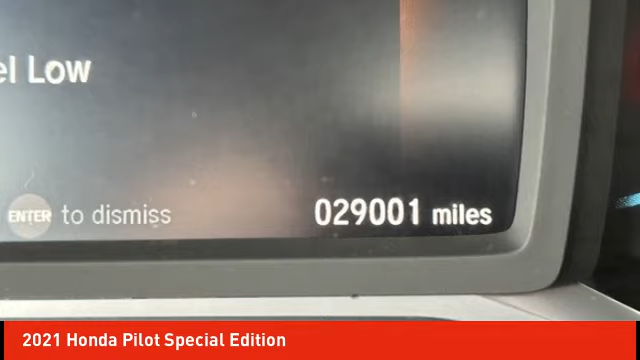 el Low
ENTER to dismiss
029001 miles
2021 Honda Pilot Special Edition